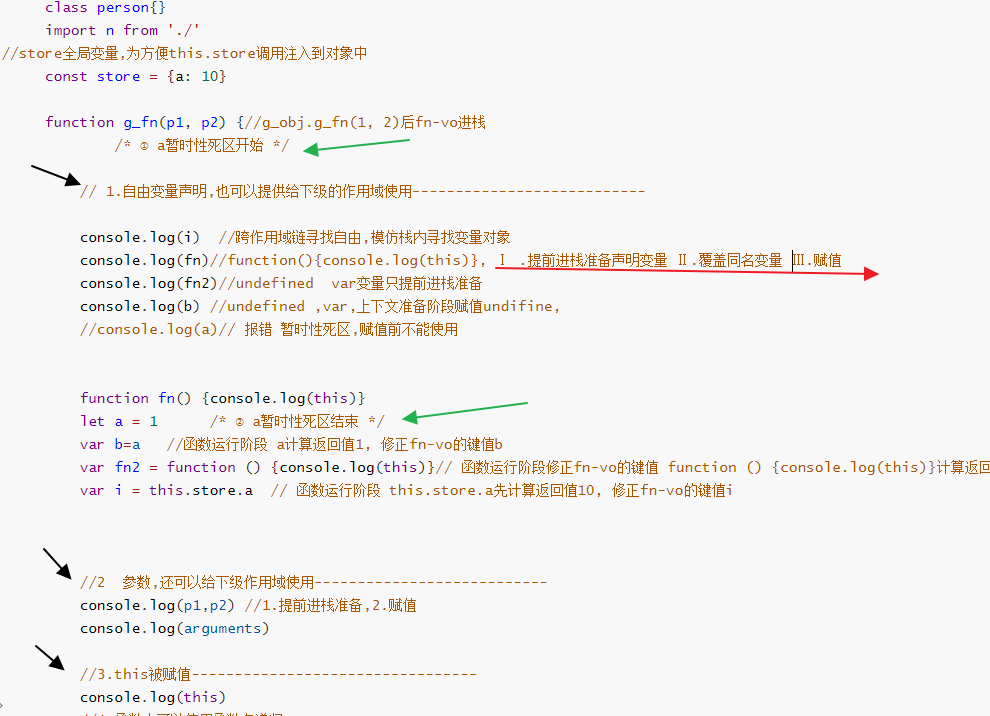 class person{}
import n from './'
//store全局变量,为方便this.store调用注入到对象中
const store = {a: 10}
function g_fn(p1, p2) {//g_obj.g_fn(1, 2)后fn-vo进栈
/* ① a暂时性死区开始 */
// 1.自由变量声明,也可以提供给下级的作用域使用---------------------------
console.log(i)  //跨作用域链寻找自由,模仿栈内寻找变量对象
console.log(fn)//function(){console.log(this)}, Ⅰ .提前进栈准备声明变量 Ⅱ.覆盖同名变量 Ⅲ.赋值
console.log(fn2)//undefined  var变量只提前进栈准备
console.log(b) //undefined ,var,上下文准备阶段赋值undifine,
//console.log(a)// 报错 暂时性死区,赋值前不能使用
function fn() {console.log(this)}
let a = 1      /* ② a暂时性死区结束 */
var b=a   //函数运行阶段 a计算返回值1, 修正fn-vo的键值b
var fn2 = function () {console.log(this)}// 函数运行阶段修正fn-vo的键值 function () {console.log(this)}计算返回
var i = this.store.a  // 函数运行阶段 this.store.a先计算返回值10, 修正fn-vo的键值i
//2  参数,还可以给下级作用域使用---------------------------
console.log(p1,p2) //1.提前进栈准备,2.赋值
console.log(arguments)
//3.this被赋值---------------------------------
console.log(this)